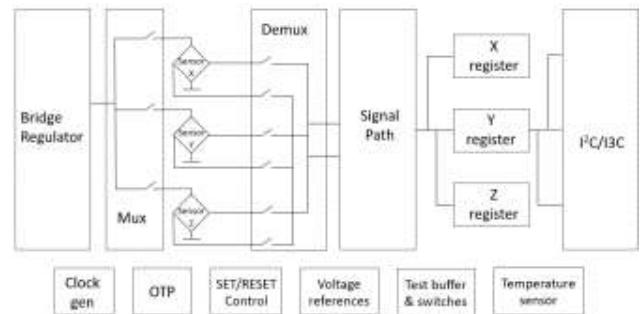 Bridge
Regulator
Mux
Sensor
X
Sensor
Y
Sensor
Z
Demux
Signal
Path
X
register
Y
register
Z
register
I²C/I3C
Clock
gen
OTP
SET/RESET
Control
Voltage
references
Test buffer
& switches
Temperature
sensor